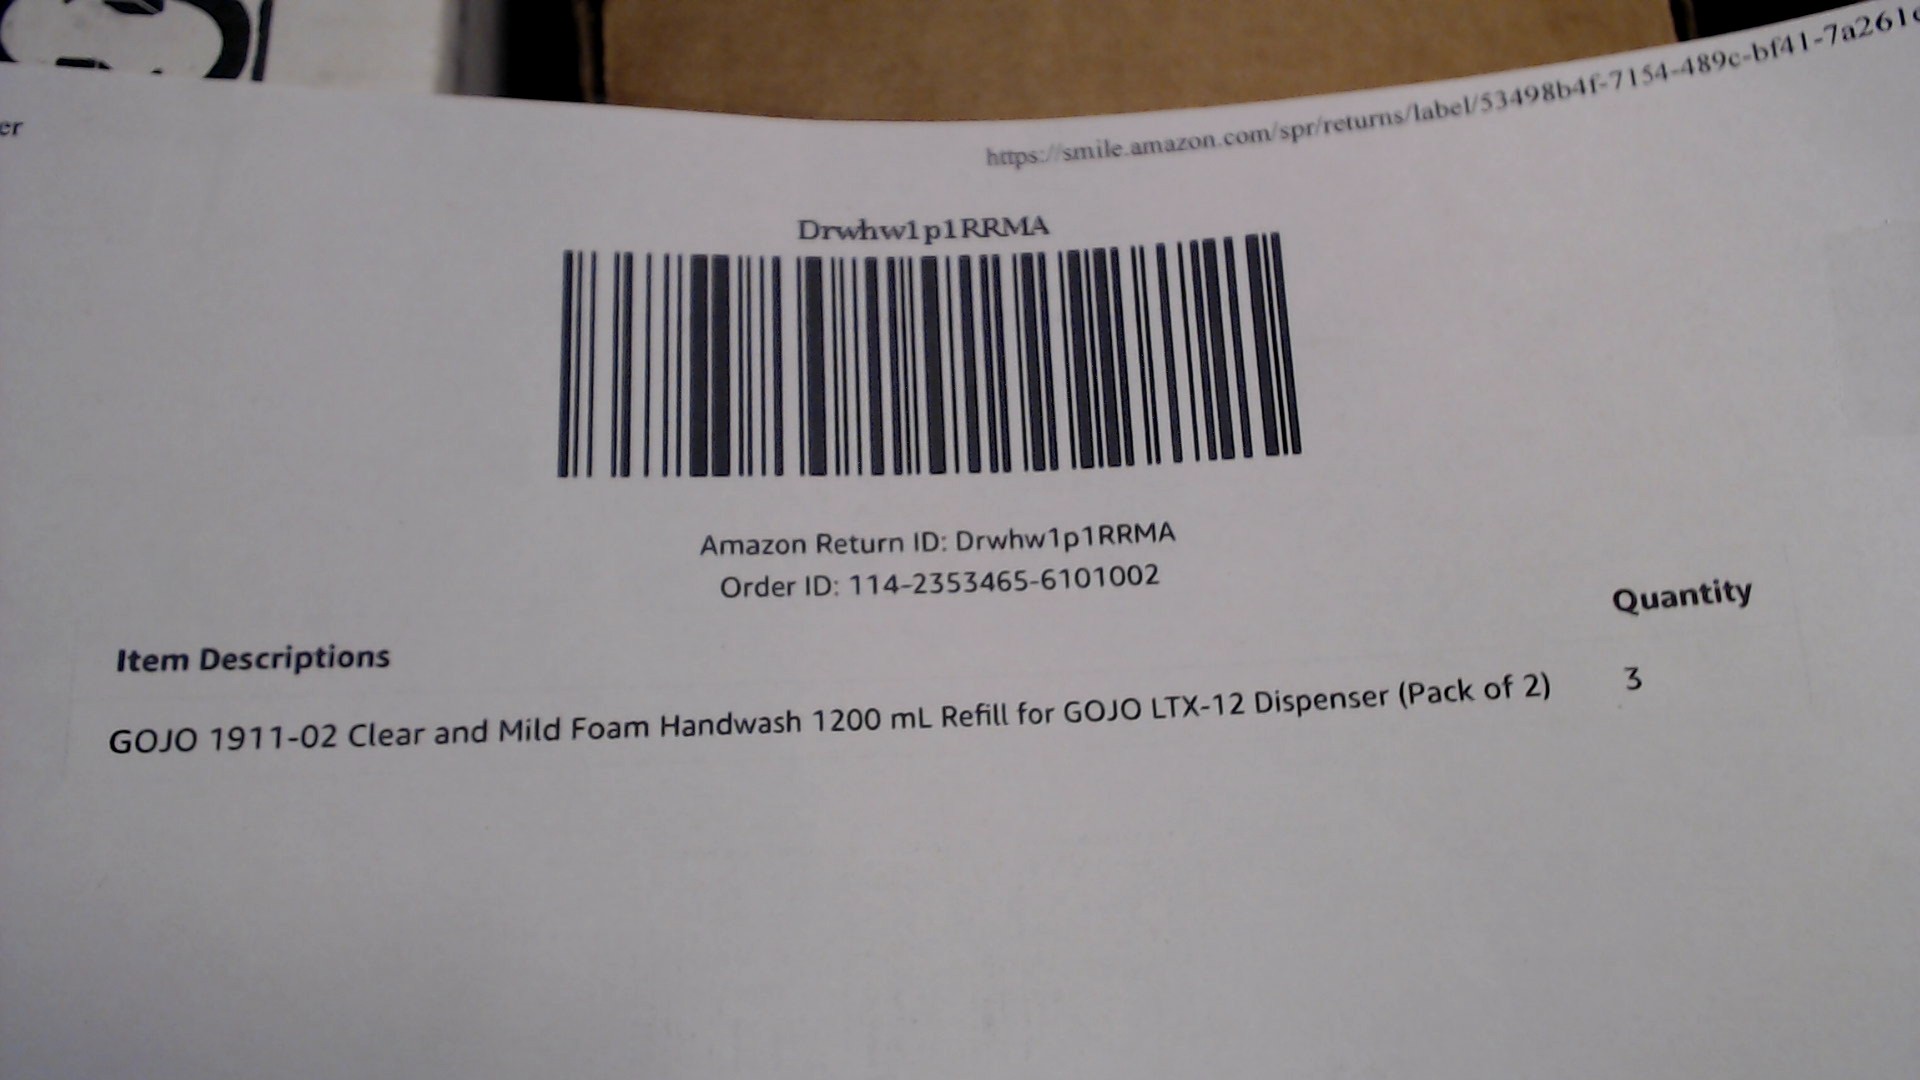 er
https://smile.amazon.com/spr/returns/label/53498b4f-7154-489c-bf41-7a261c
Drwhw1p1RRMA
Amazon Return ID: Drwhw1p1RRMA
Order ID: 114-2353465-6101002
Item Descriptions Quantity
GOJO 1911-02 Clear and Mild Foam Handwash 1200 mL Refill for GOJO LTX-12 Dispenser (Pack of 2) 3